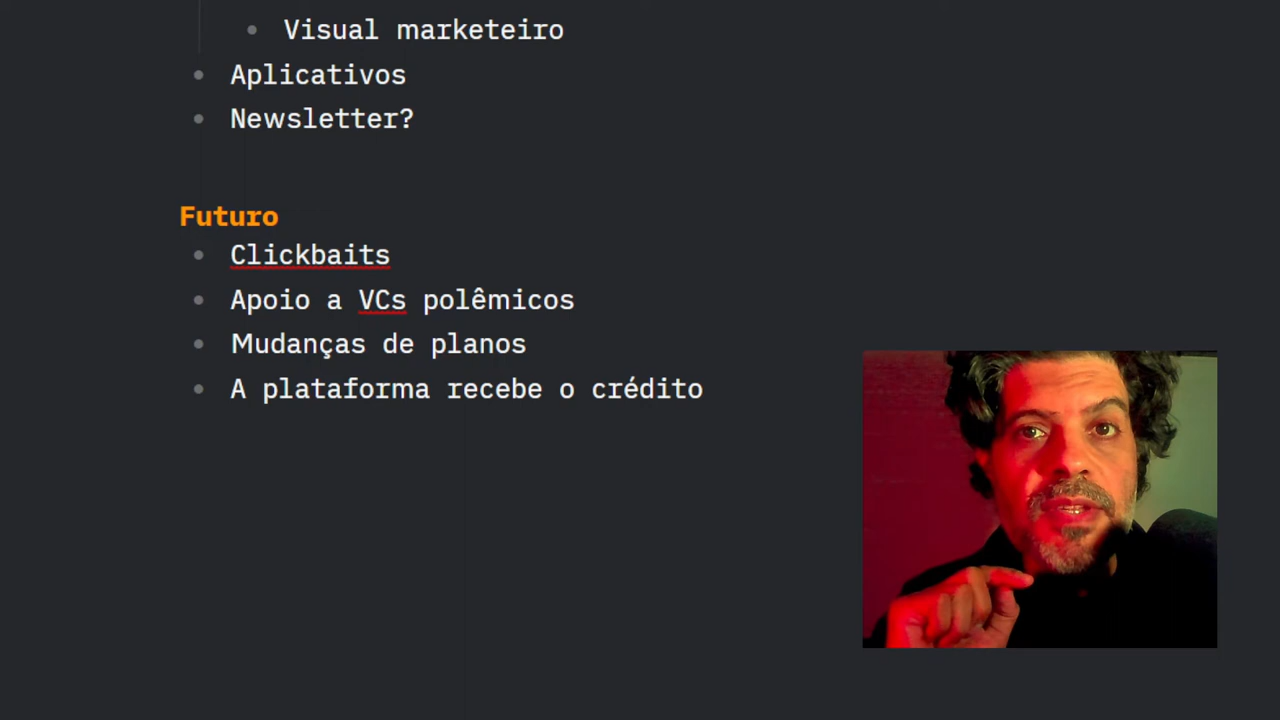 Visual marketeiro
Aplicativos
Newsletter?
Futuro
Clickbaits
Apoio a VCs polêmicos
Mudanças de planos
A plataforma recebe o crédito